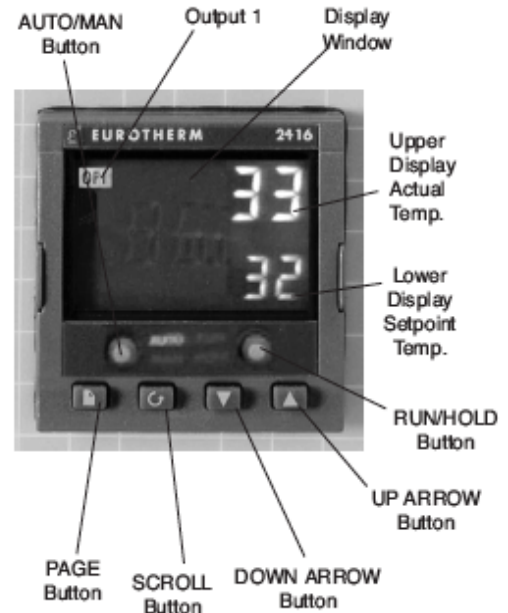 AUTO/MAN
Button
Output 1
Display
Window
EUROTHERM
2416
OP1
33
Upper
Display
Actual
Temp.
32
Lower
Display
Setpoint
Temp.
AUTO
RUN/HOLD
Button
UP ARROW
Button
PAGE
Button
SCROLL
Button
DOWN ARROW
Button